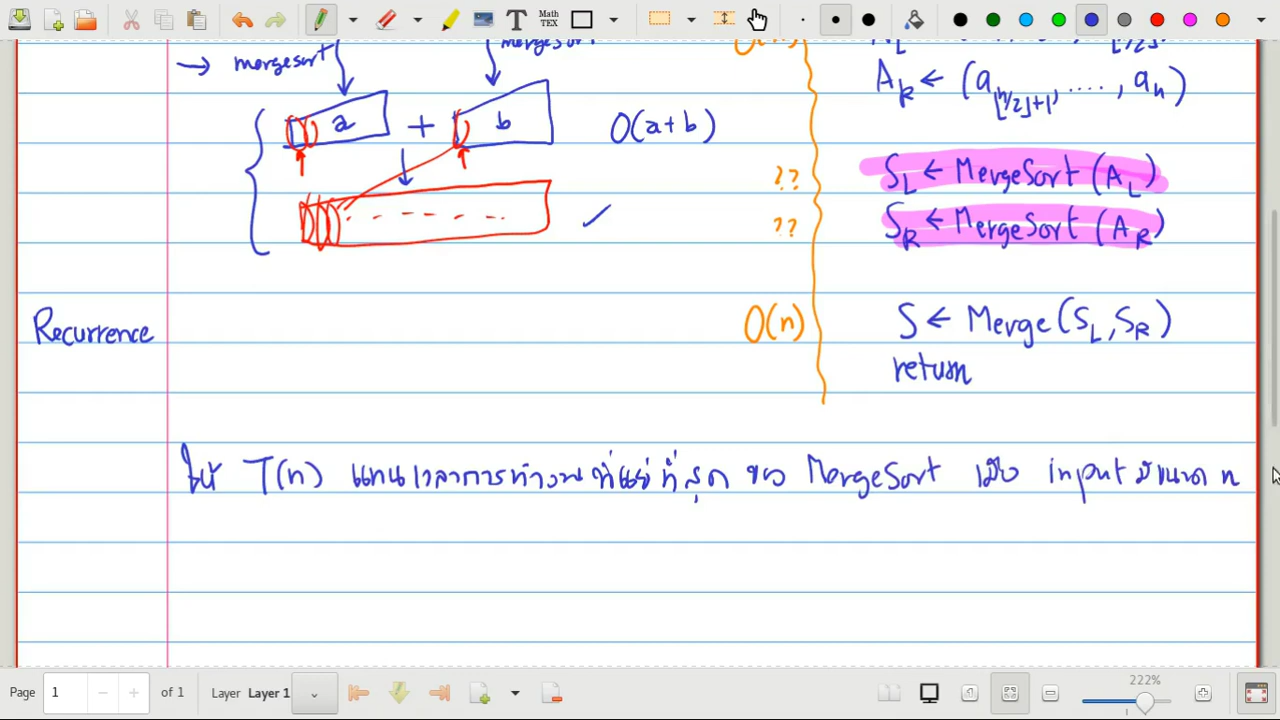 Math
TEX
→ mergesort
mergesort
A_R ← (a_{⌊n/2⌋+1}, ...., a_n)
a + b O(a+b)
?? S_L ← MergeSort (A_L)
?? S_R ← MergeSort (A_R)
Recurrence
O(n) S ← Merge(S_L, S_R)
return
ให้ T(n) แทนเวลาการทำงานที่แย่ที่สุด ของ MergeSort เมื่อ input มีขนาด n
Page 1 of 1 Layer Layer 1 222%